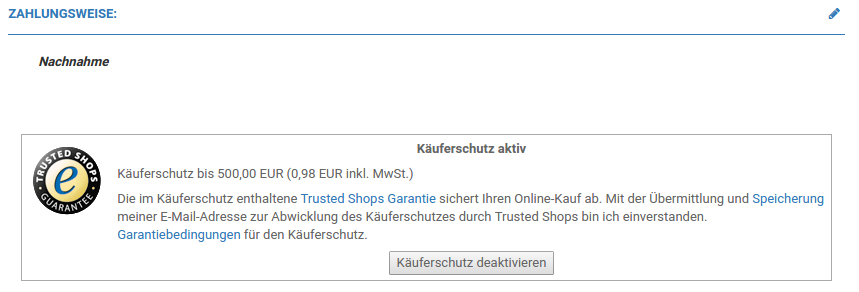 ZAHLUNGSWEISE:
Nachnahme
Käuferschutz aktiv
TRUSTED SHOPS
e
GUARANTEE
Käuferschutz bis 500,00 EUR (0,98 EUR inkl. MwSt.)
Die im Käuferschutz enthaltene Trusted Shops Garantie sichert Ihren Online-Kauf ab. Mit der Übermittlung und Speicherung
meiner E-Mail-Adresse zur Abwicklung des Käuferschutzes durch Trusted Shops bin ich einverstanden.
Garantiebedingungen für den Käuferschutz.
Käuferschutz deaktivieren